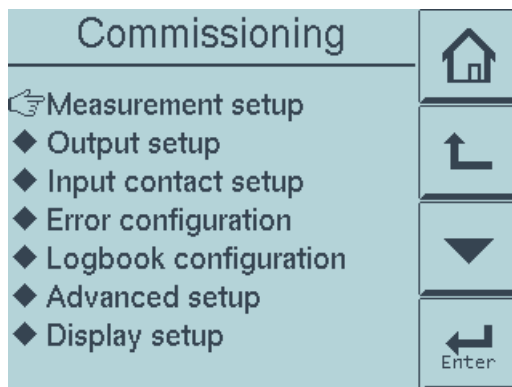 Commissioning
Measurement setup
Output setup
Input contact setup
Error configuration
Logbook configuration
Advanced setup
Display setup
Enter